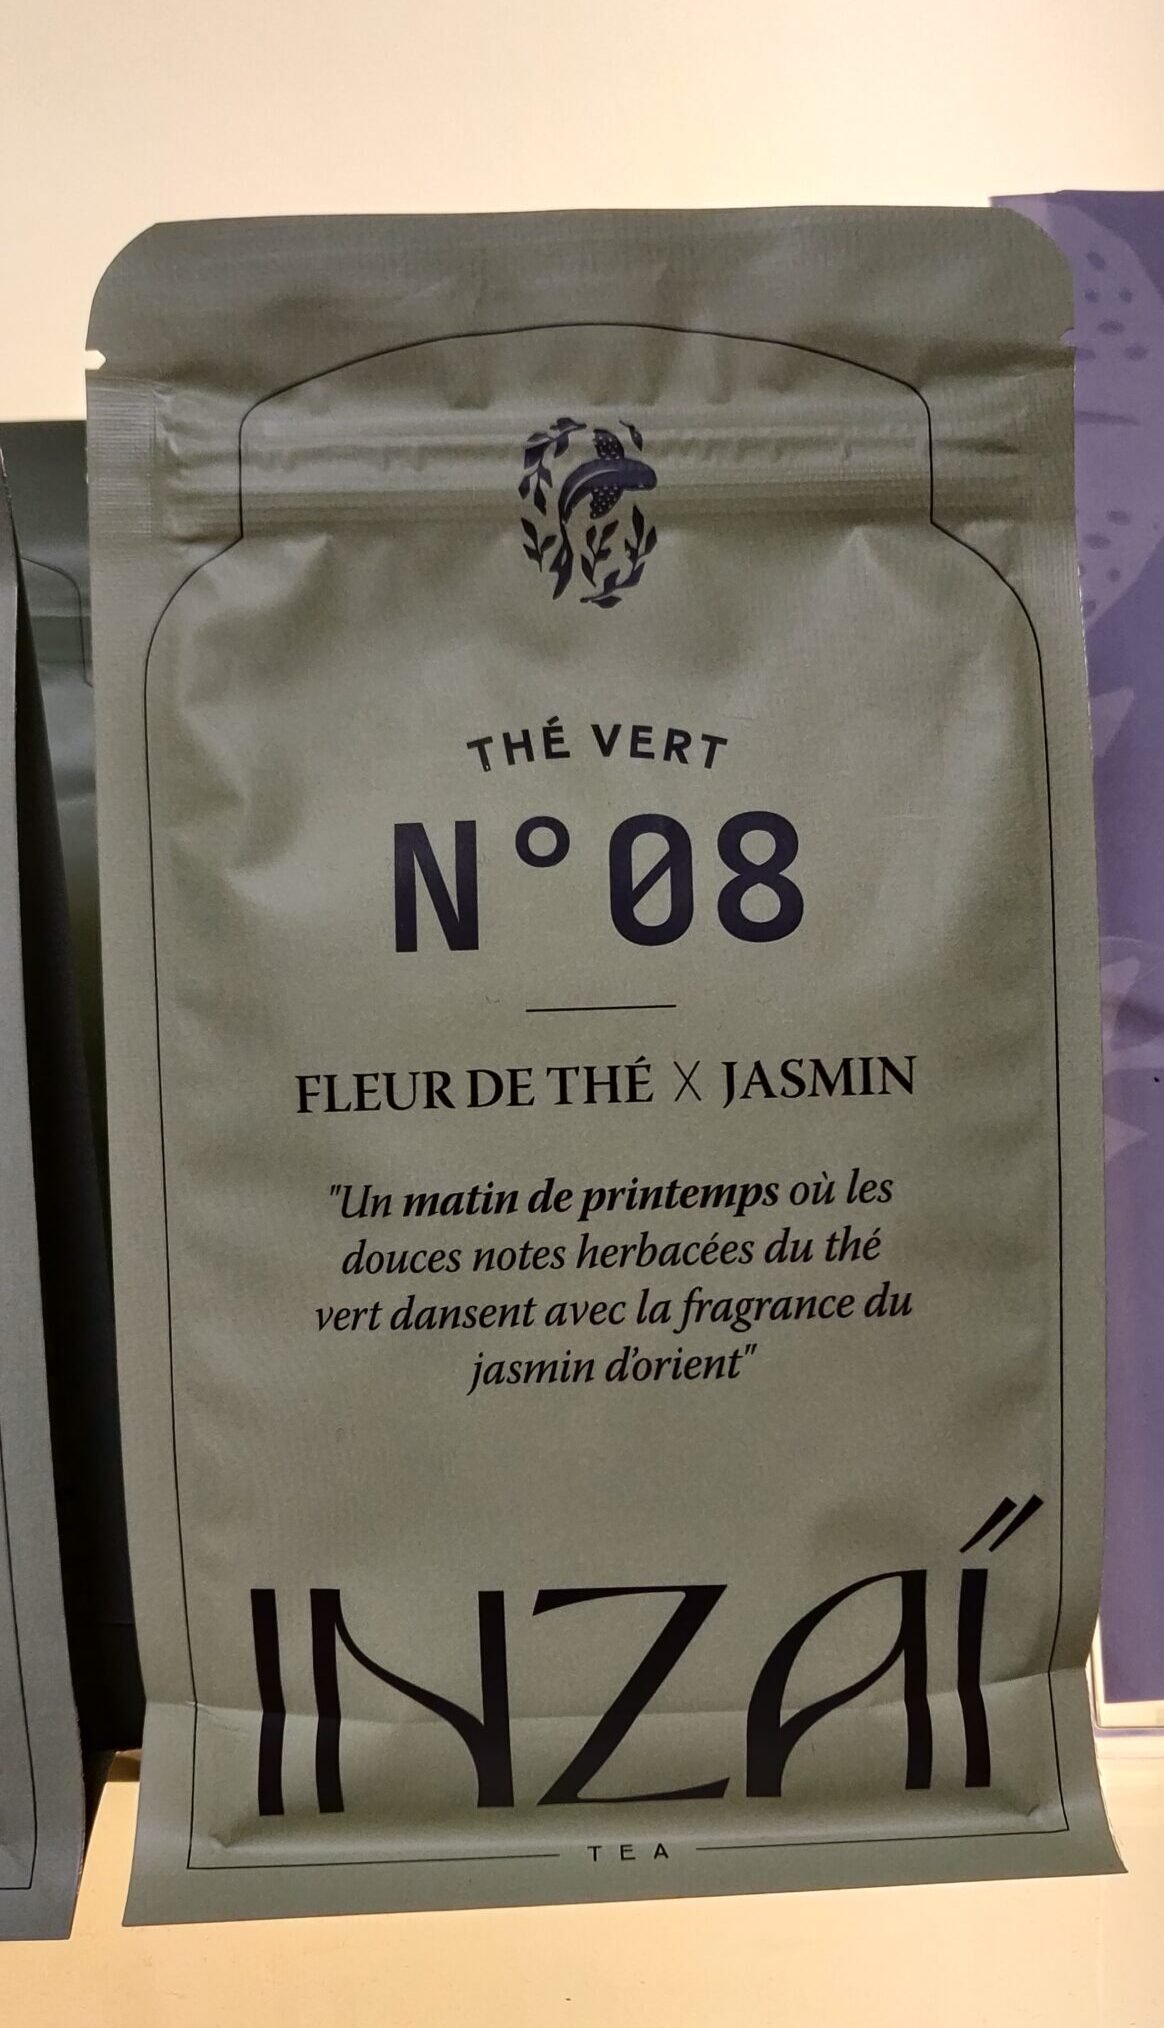 THÉ VERT
N°08
FLEUR DE THÉ X JASMIN
"Un matin de printemps où les
douces notes herbacées du thé
vert dansent avec la fragrance du
jasmin d'orient"
INZAÏ
TEA